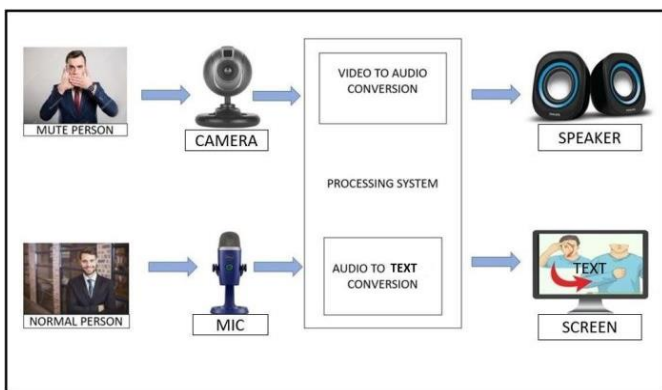 MUTE PERSON
CAMERA
VIDEO TO AUDIO
CONVERSION
SPEAKER
PROCESSING SYSTEM
NORMAL PERSON
MIC
AUDIO TO TEXT
CONVERSION
TEXT
SCREEN